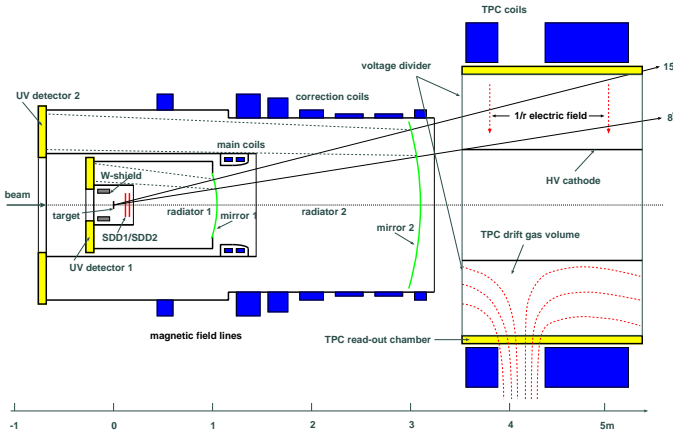 TPC coils
UV detector 2
voltage divider
15
correction coils
1/r electric field
8
main coils
W-shield
HV cathode
beam
target
radiator 1
mirror 1
radiator 2
mirror 2
SDD1/SDD2
TPC drift gas volume
UV detector 1
magnetic field lines
TPC read-out chamber
-1 0 1 2 3 4 5m